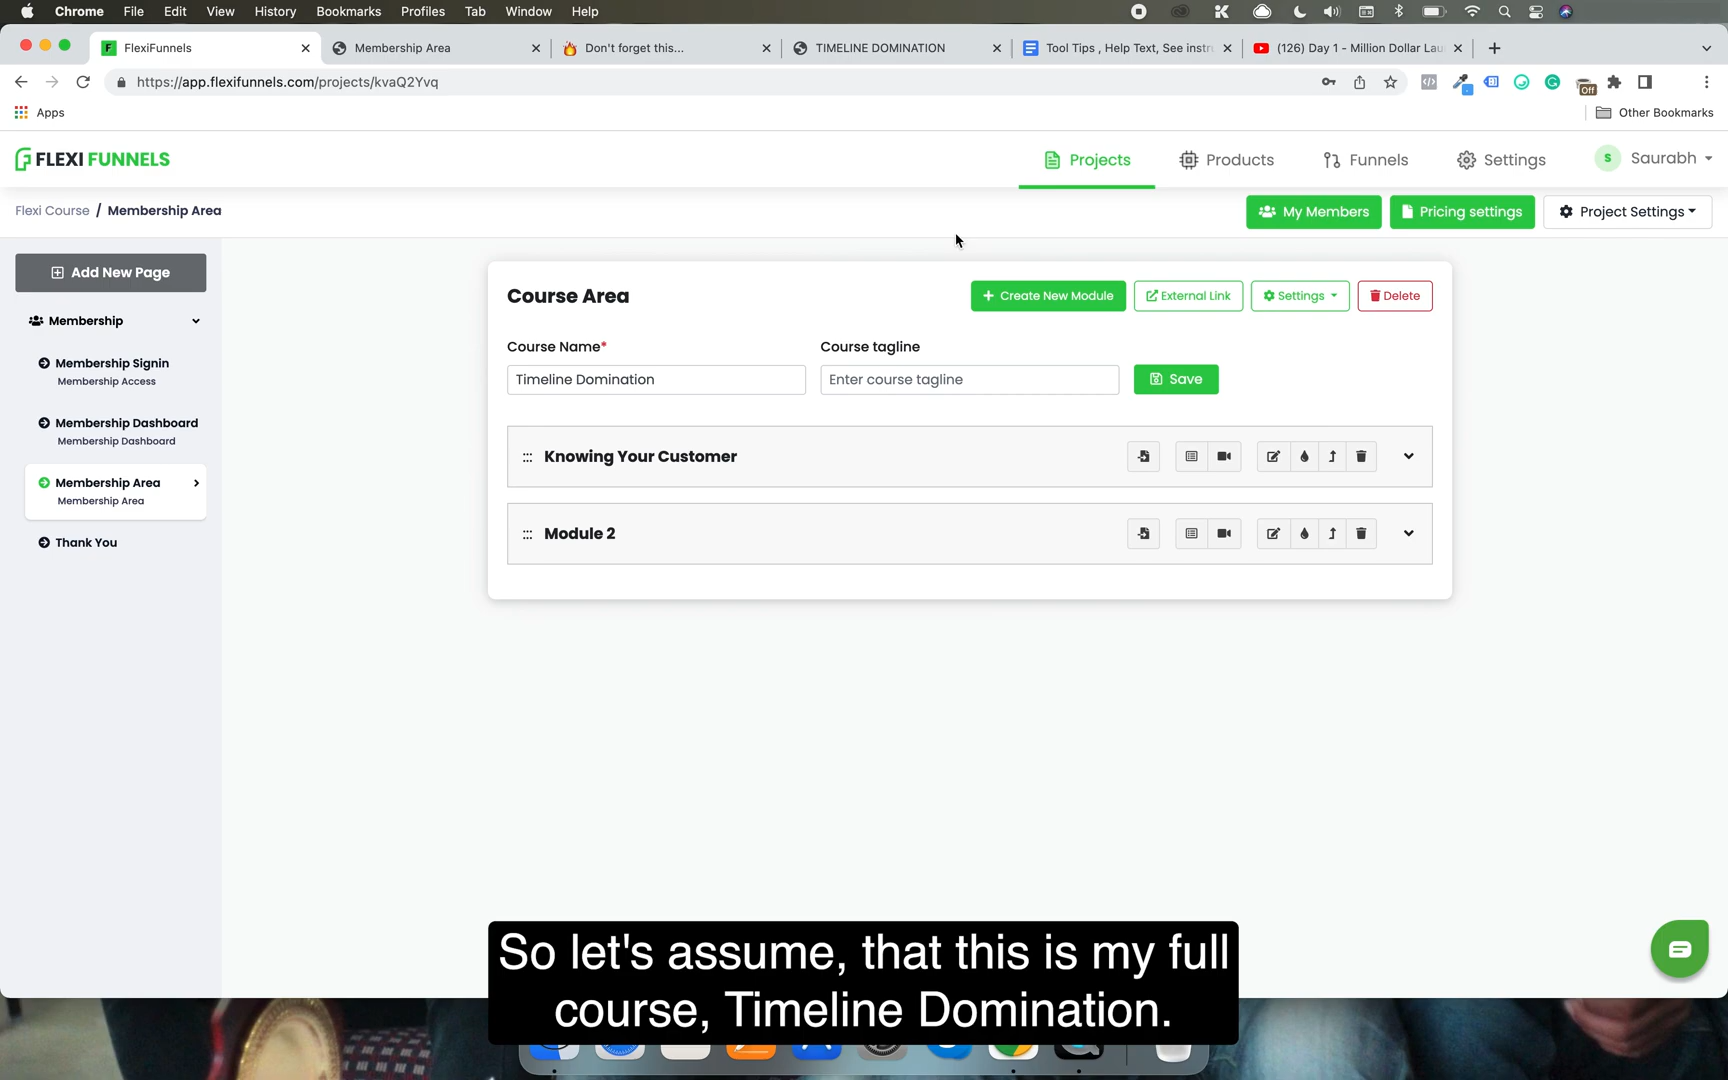 Chrome File Edit View History Bookmarks Profiles Tab Window Help
FlexiFunnels
Membership Area
Don't forget this...
TIMELINE DOMINATION
Tool Tips , Help Text, See instr
(126) Day 1 - Million Dollar Lau
https://app.flexifunnels.com/projects/kvaQ2Yvq
Off
Apps
Other Bookmarks
FLEXI FUNNELS
Projects
Products
Funnels
Settings
S
Saurabh
Flexi Course / Membership Area
My Members
Pricing settings
Project Settings
Add New Page
Membership
Membership Signin
Membership Access
Membership Dashboard
Membership Dashboard
Membership Area
Membership Area
Thank You
Course Area
+ Create New Module
External Link
Settings
Delete
Course Name*
Course tagline
Timeline Domination
Enter course tagline
Save
Knowing Your Customer
Module 2
So let's assume, that this is my full
course, Timeline Domination.